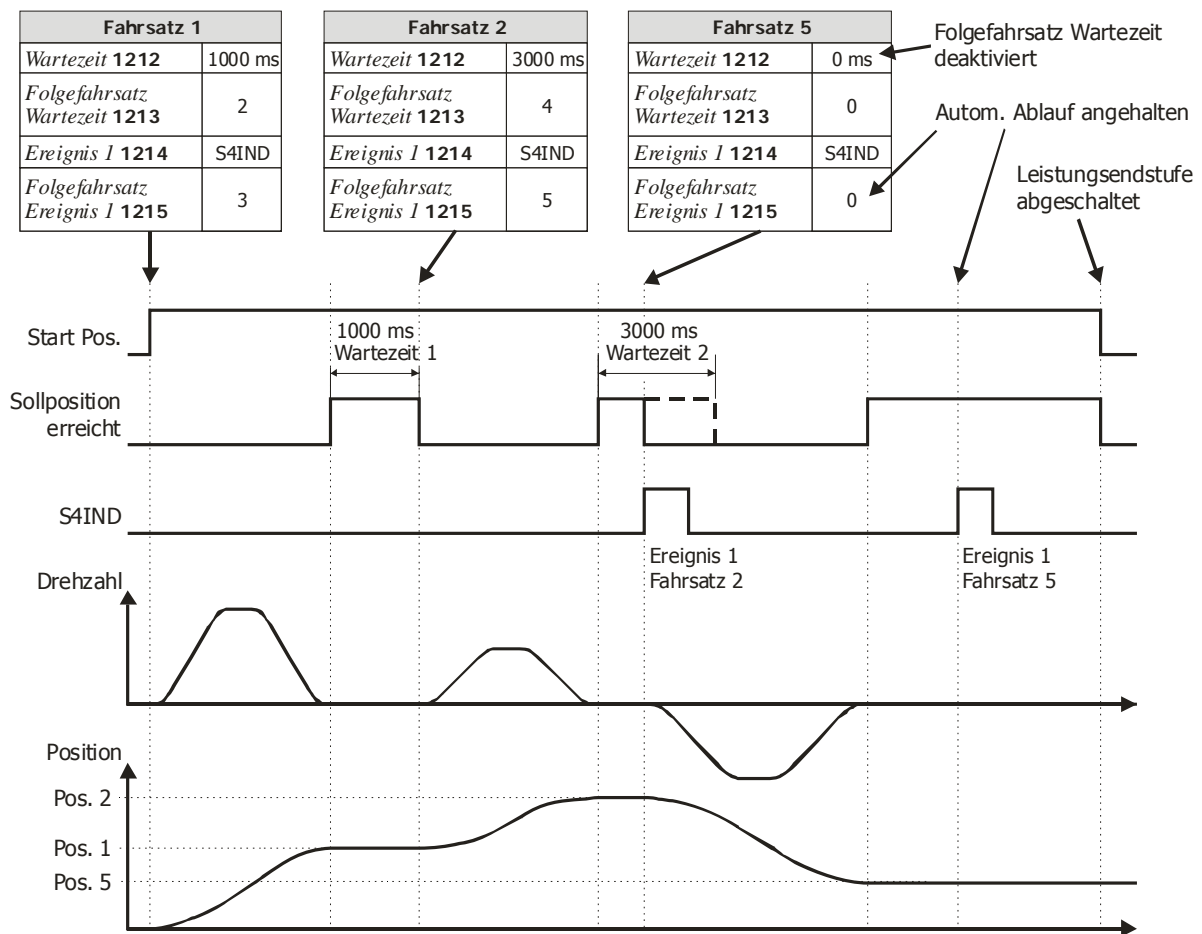 Fahrsatz 1
Wartezeit 1212 1000 ms
Folgefahrsatz
Wartezeit 1213 2
Ereignis 1 1214 S4IND
Folgefahrsatz
Ereignis 1 1215 3
Fahrsatz 2
Wartezeit 1212 3000 ms
Folgefahrsatz
Wartezeit 1213 4
Ereignis 1 1214 S4IND
Folgefahrsatz
Ereignis 1 1215 5
Fahrsatz 5
Wartezeit 1212 0 ms
Folgefahrsatz
Wartezeit 1213 0
Ereignis 1 1214 S4IND
Folgefahrsatz
Ereignis 1 1215 0
Folgefahrsatz Wartezeit
deaktiviert
Autom. Ablauf angehalten
Leistungsendstufe
abgeschaltet
Start Pos.
1000 ms
Wartezeit 1
3000 ms
Wartezeit 2
Sollposition
erreicht
S4IND
Ereignis 1
Fahrsatz 2
Ereignis 1
Fahrsatz 5
Drehzahl
Position
Pos. 2
Pos. 1
Pos. 5